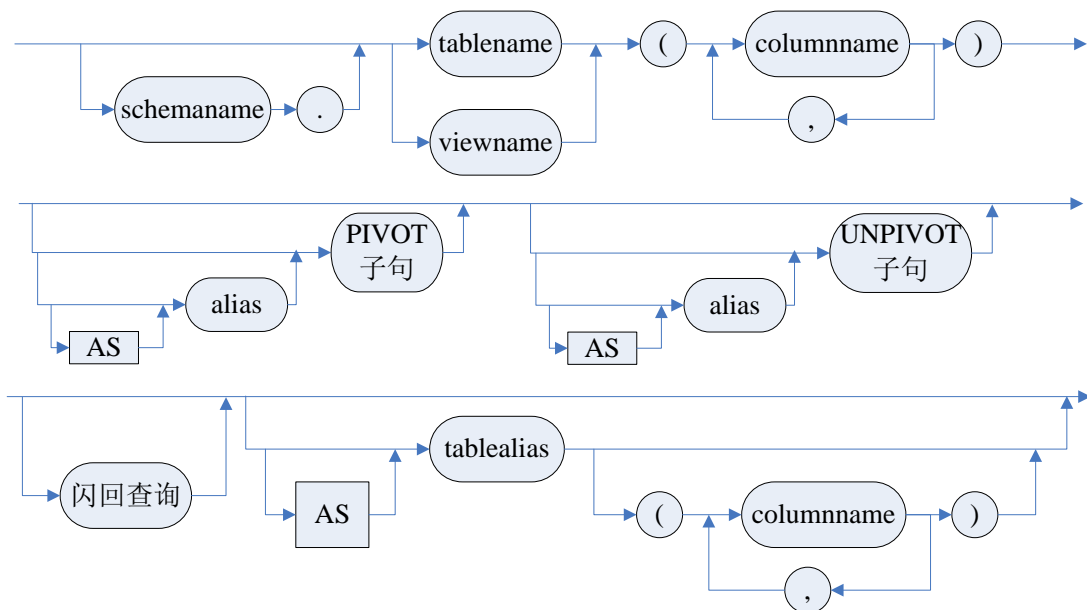 tablename ( columnname )
schemaname . viewname ,
PIVOT
子句
UNPIVOT
子句
alias
alias
AS
AS
tablealias
闪回查询
AS
( columnname )
,